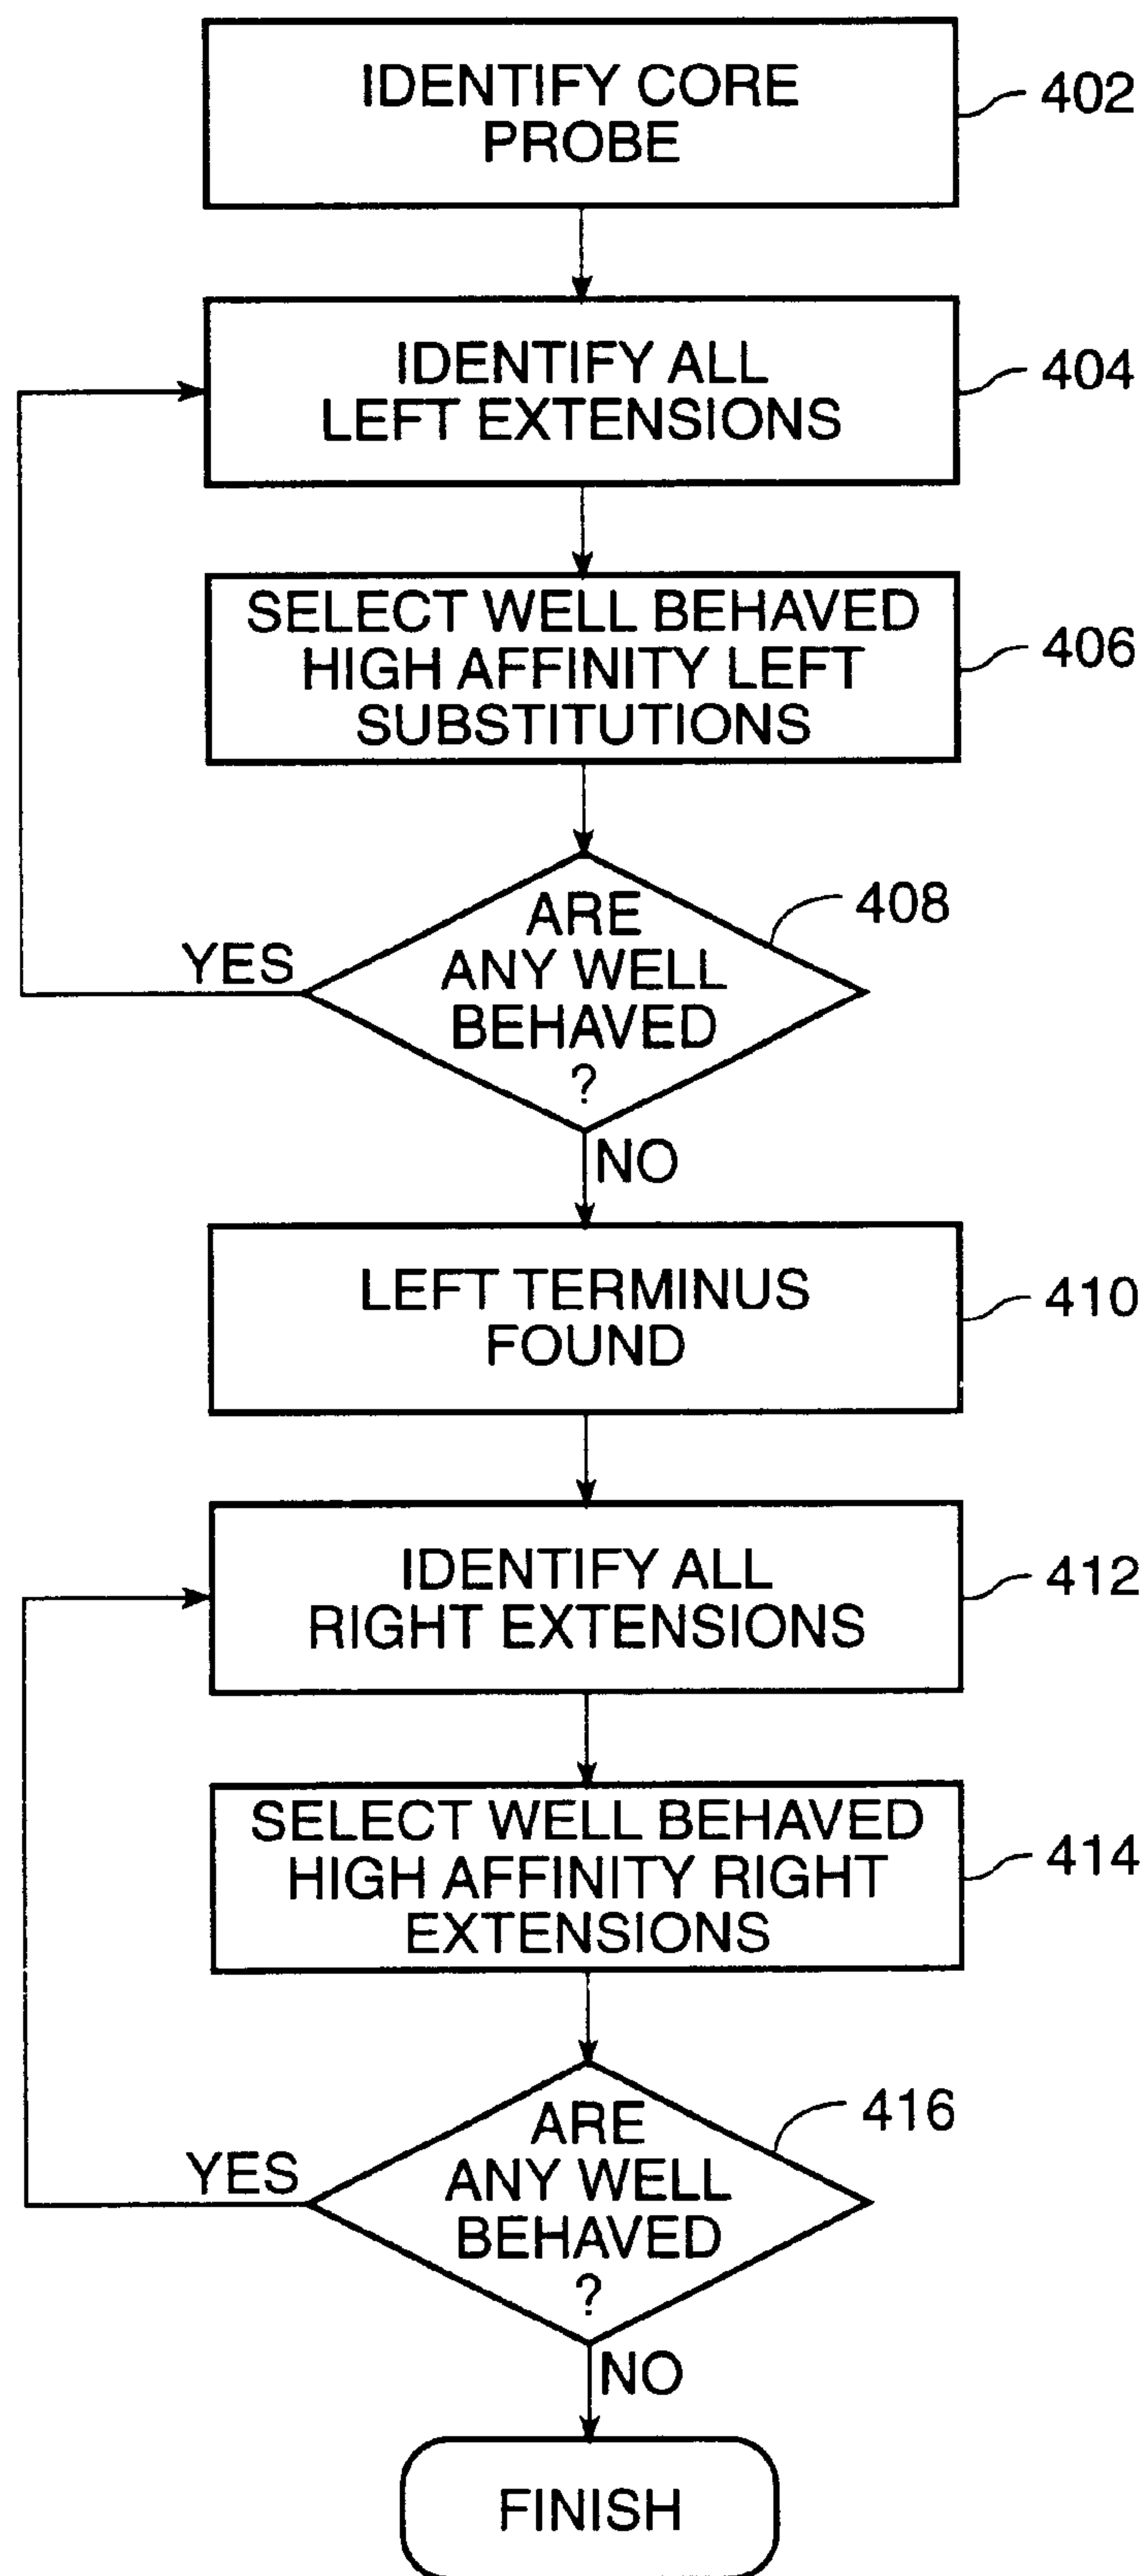 IDENTIFY CORE
PROBE
402
IDENTIFY ALL
LEFT EXTENSIONS
404
SELECT WELL BEHAVED
HIGH AFFINITY LEFT
SUBSTITUTIONS
406
ARE
ANY WELL
BEHAVED
?
408
YES
NO
LEFT TERMINUS
FOUND
410
IDENTIFY ALL
RIGHT EXTENSIONS
412
SELECT WELL BEHAVED
HIGH AFFINITY RIGHT
EXTENSIONS
414
ARE
ANY WELL
BEHAVED
?
416
YES
NO
FINISH